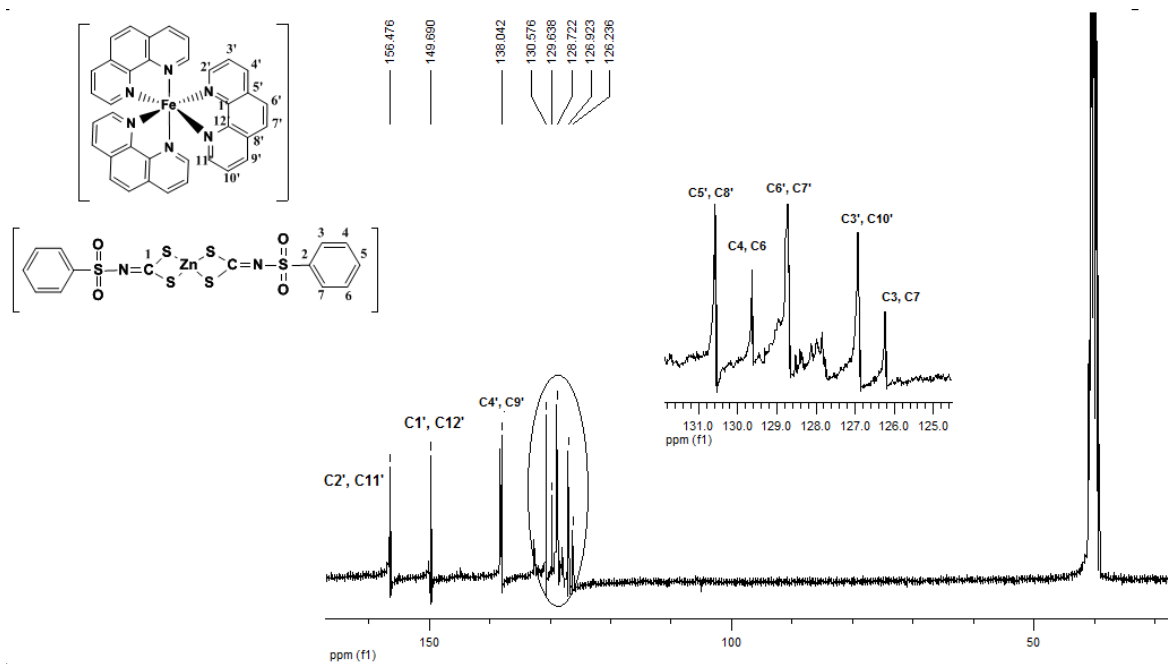 156.476
149.690
138.042
130.576
129.638
128.722
126.923
126.236
N N
N Fe N
N N
2' 3' 4' 5' 6' 7' 8' 9' 10' 11' 12' 1'
O S O N C 1 S S Zn S S C N O S O 2 3 4 5 6 7
C5', C8'
C4, C6
C6', C7'
C3', C10'
C3, C7
131.0 130.0 129.0 128.0 127.0 126.0 125.0
ppm (f1)
C2', C11'
C1', C12'
C4', C9'
150 100 50
ppm (f1)